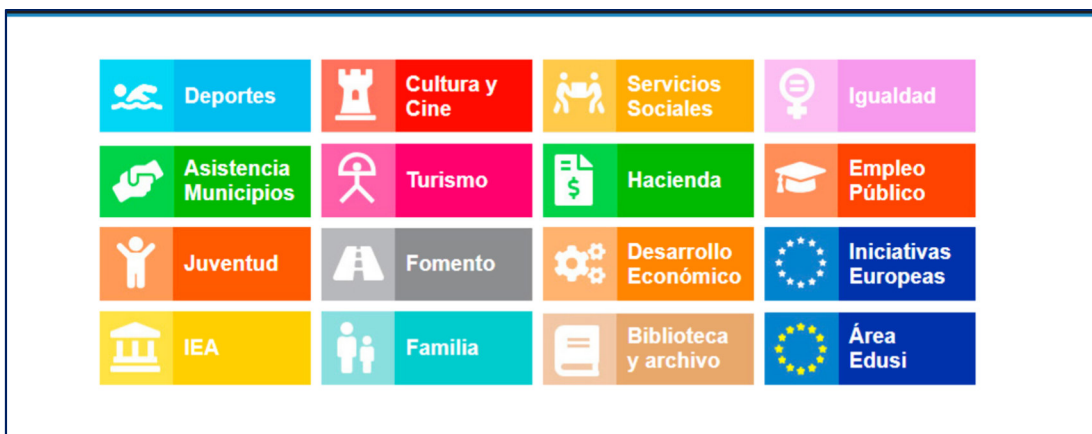 Deportes
Cultura y
Cine
Servicios
Sociales
Igualdad
Asistencia
Municipios
Turismo
Hacienda
Empleo
Público
Juventud
Fomento
Desarrollo
Económico
Iniciativas
Europeas
IEA
Familia
Biblioteca
y archivo
Área
Edusi